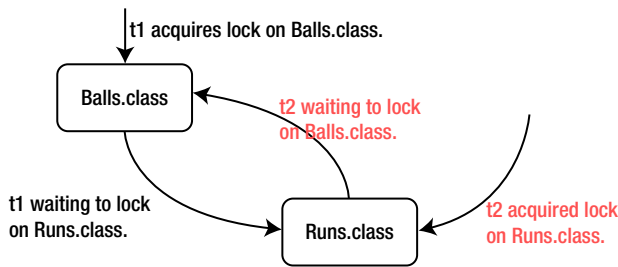 t1 acquires lock on Balls.class.
Balls.class
t2 waiting to lock
on Balls.class.
t1 waiting to lock
on Runs.class.
Runs.class
t2 acquired lock
on Runs.class.